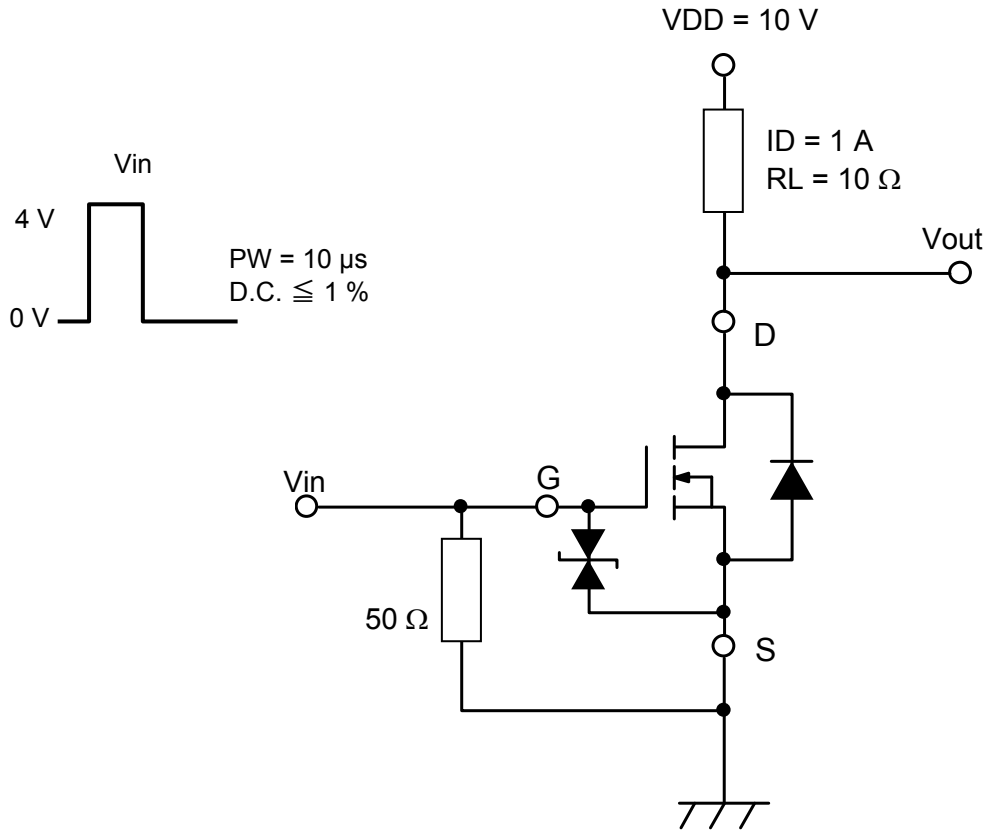 VDD = 10 V
ID = 1 A
RL = 10 Ω
Vin
4 V
PW = 10 µs
D.C. ≦ 1 %
0 V
Vout
D
Vin
G
50 Ω
S